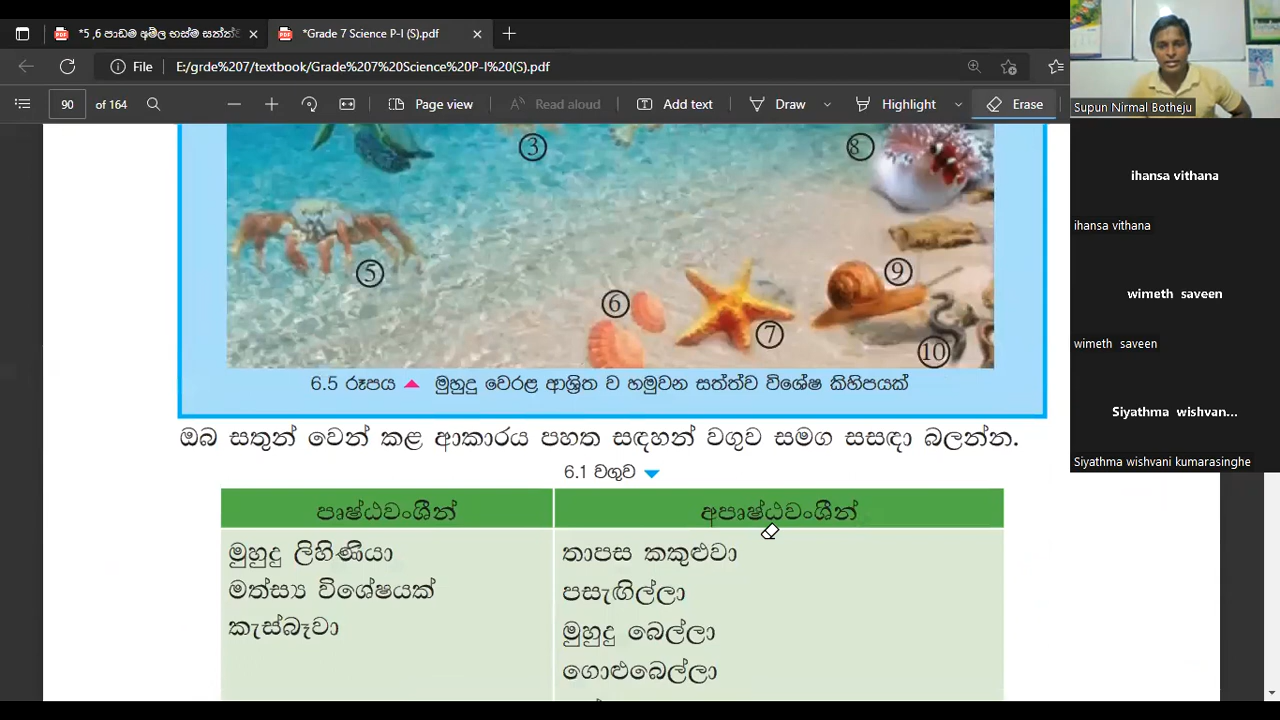 *5 ,6 පාඩම අම්ල භාස්ම
*Grade 7 Science P-I (S).pdf
File
E:/grde%207/textbook/Grade%207%20Science%20P-I%20(S).pdf
90 of 164
Page view
Read aloud
Add text
Draw
Highlight
Erase
Supun Nirmal Botheju
ihansa vithana
ihansa vithana
wimeth saveen
wimeth saveen
Siyathma wishvan...
Siyathma wishvani kumarasinghe
3
8
5
6
7
9
10
6.5 රූපය මුහුදු වෙරළ ආශ්‍රිත ව හමුවන සත්ත්ව විශේෂ කිහිපයක්
ඔබ සතුන් වෙන් කළ ආකාරය පහත සඳහන් වගුව සමග සසඳා බලන්න.
6.1 වගුව
පෘෂ්ඨවංශීන් අපෘෂ්ඨවංශීන්
මුහුදු ලිහිණියා තාපස කකුළුවා
මත්ස්‍ය විශේෂයක් පසැඟිල්ලා
කැස්බෑවා මුහුදු බෙල්ලා
ගොළුබෙල්ලා